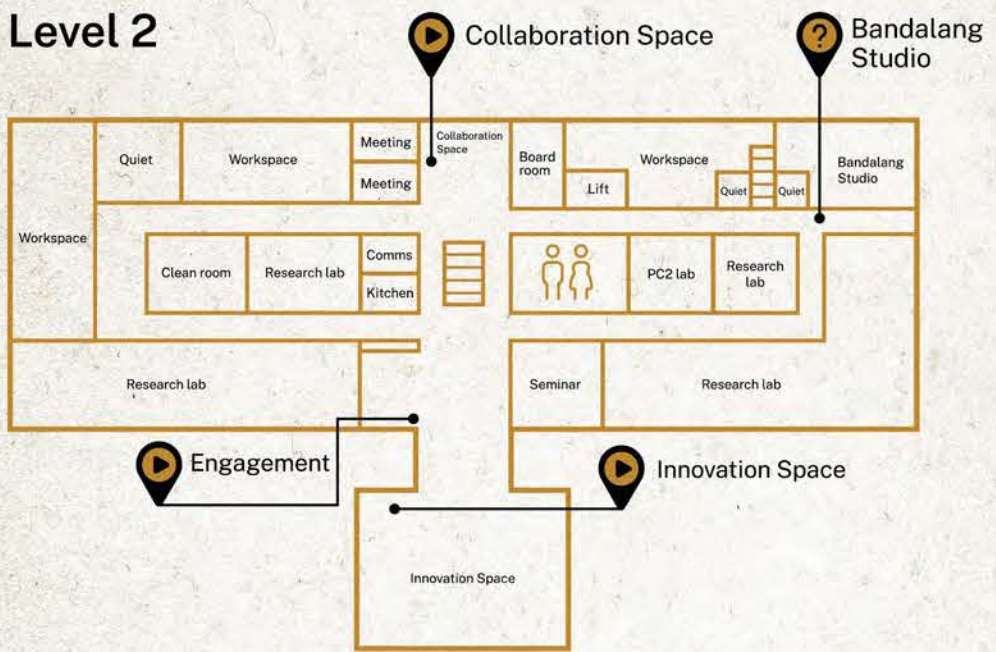 Level 2
Collaboration Space
?
Bandalang
Studio
Quiet
Workspace
Meeting
Meeting
Collaboration
Space
Board
room
Lift
Workspace
Quiet
Quiet
Bandalang
Studio
Workspace
Clean room
Research lab
Comms
Kitchen
PC2 lab
Research
lab
Research lab
Seminar
Research lab
Engagement
Innovation Space
Innovation Space